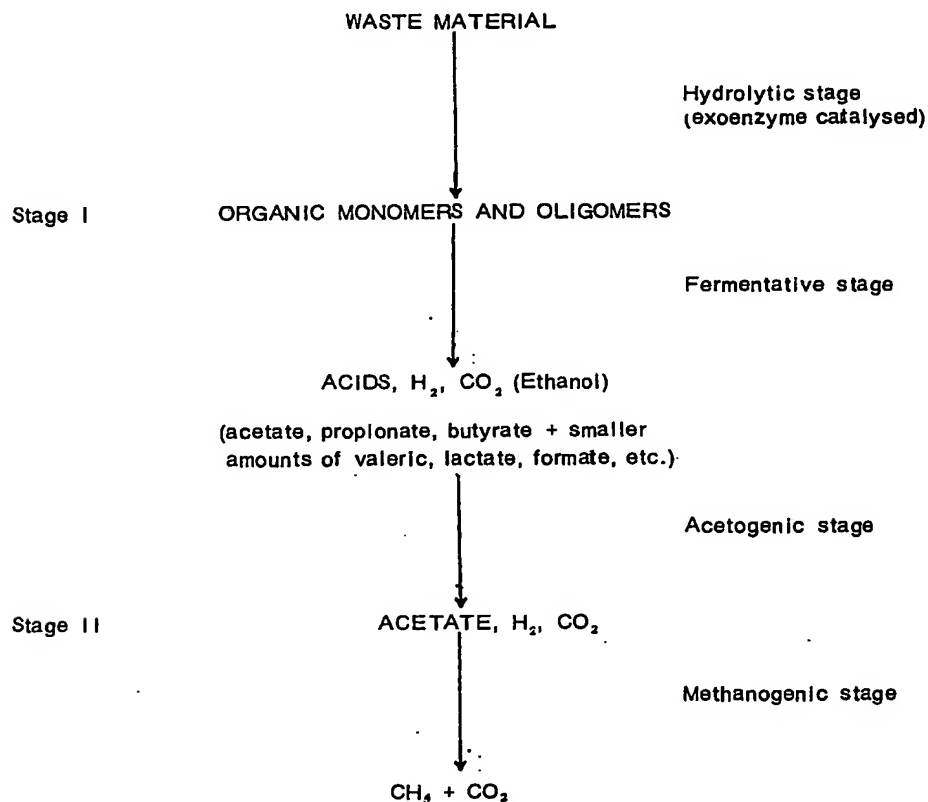 WASTE MATERIAL
Hydrolytic stage
(exoenzyme catalysed)
Stage I
ORGANIC MONOMERS AND OLIGOMERS
Fermentative stage
ACIDS, H₂, CO₂ (Ethanol)
(acetate, propionate, butyrate + smaller
amounts of valeric, lactate, formate, etc.)
Acetogenic stage
Stage II
ACETATE, H₂, CO₂
Methanogenic stage
CH₄ + CO₂